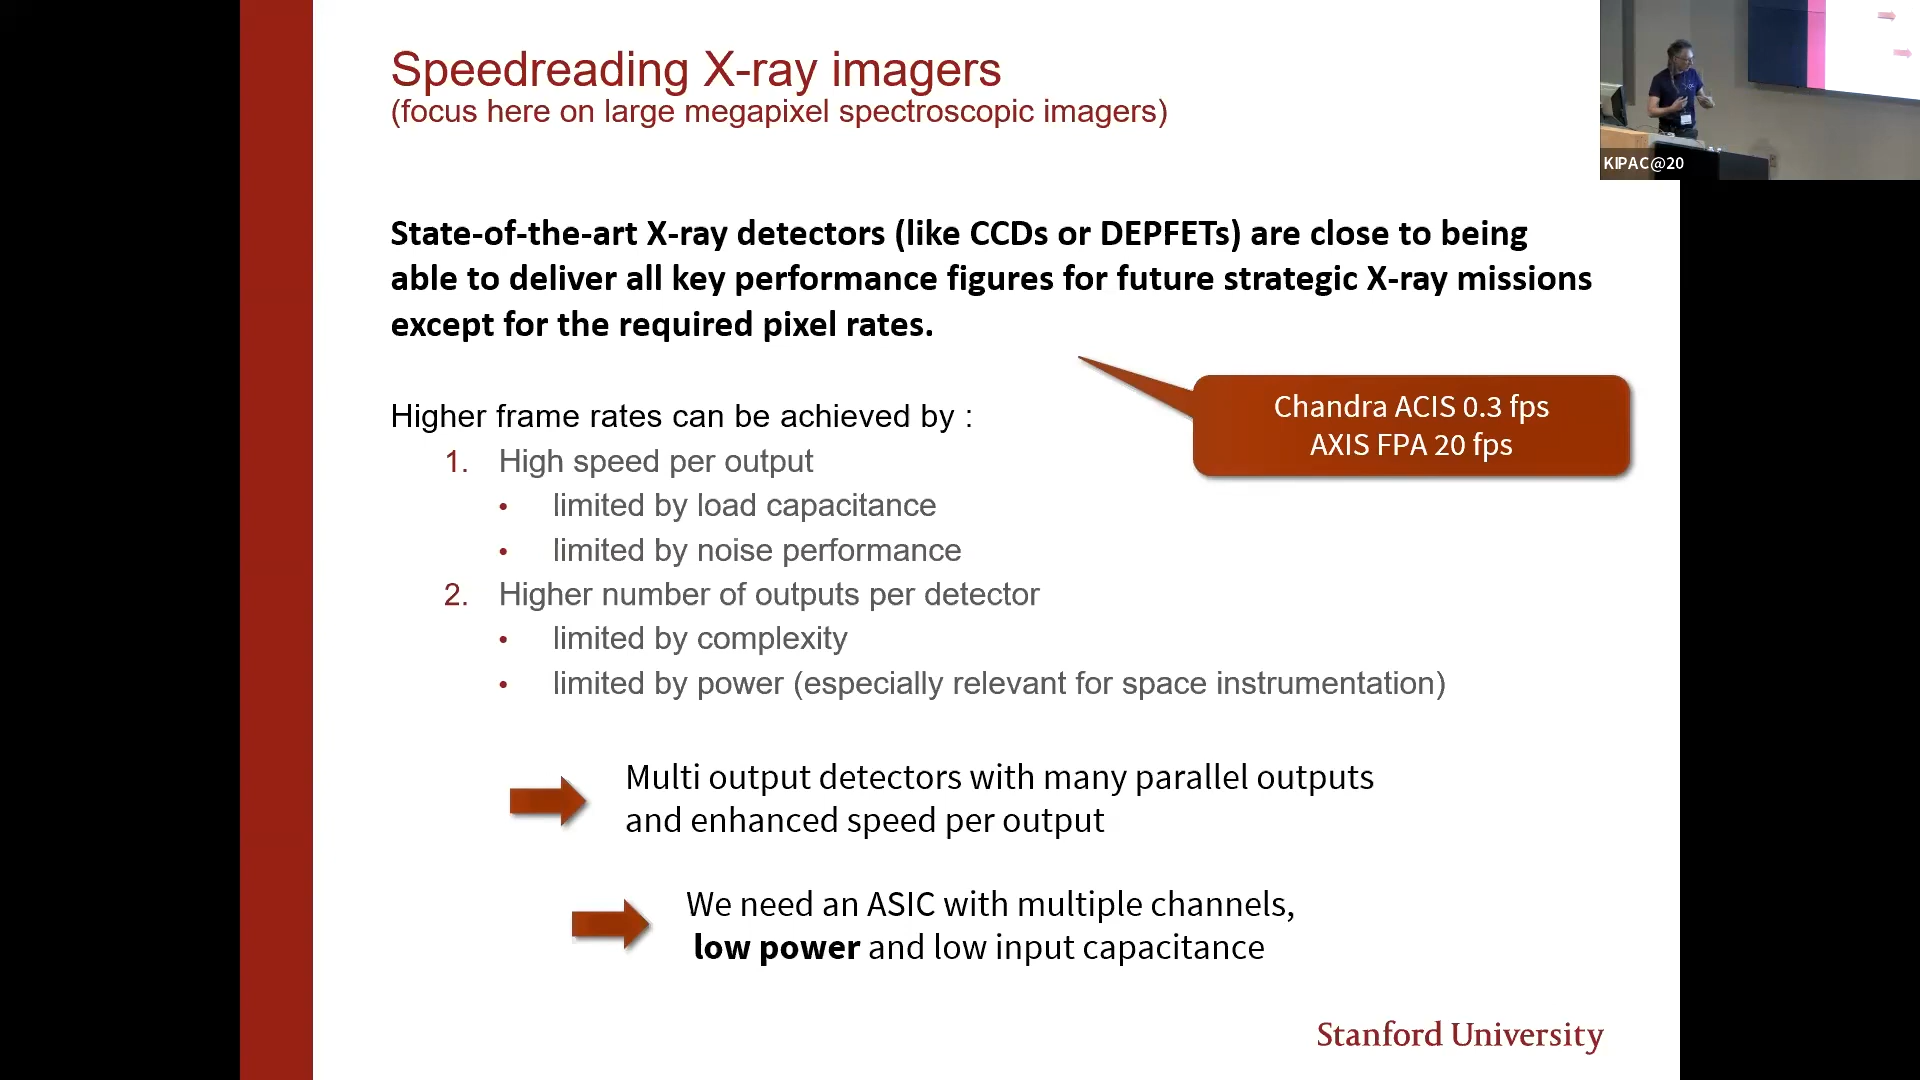 Speedreading X-ray imagers
(focus here on large megapixel spectroscopic imagers)
KIPAC@20
State-of-the-art X-ray detectors (like CCDs or DEPFETs) are close to being
able to deliver all key performance figures for future strategic X-ray missions
except for the required pixel rates.
Chandra ACIS 0.3 fps
AXIS FPA 20 fps
Higher frame rates can be achieved by :
1. High speed per output
• limited by load capacitance
• limited by noise performance
2. Higher number of outputs per detector
• limited by complexity
• limited by power (especially relevant for space instrumentation)
Multi output detectors with many parallel outputs
and enhanced speed per output
We need an ASIC with multiple channels,
low power and low input capacitance
Stanford University